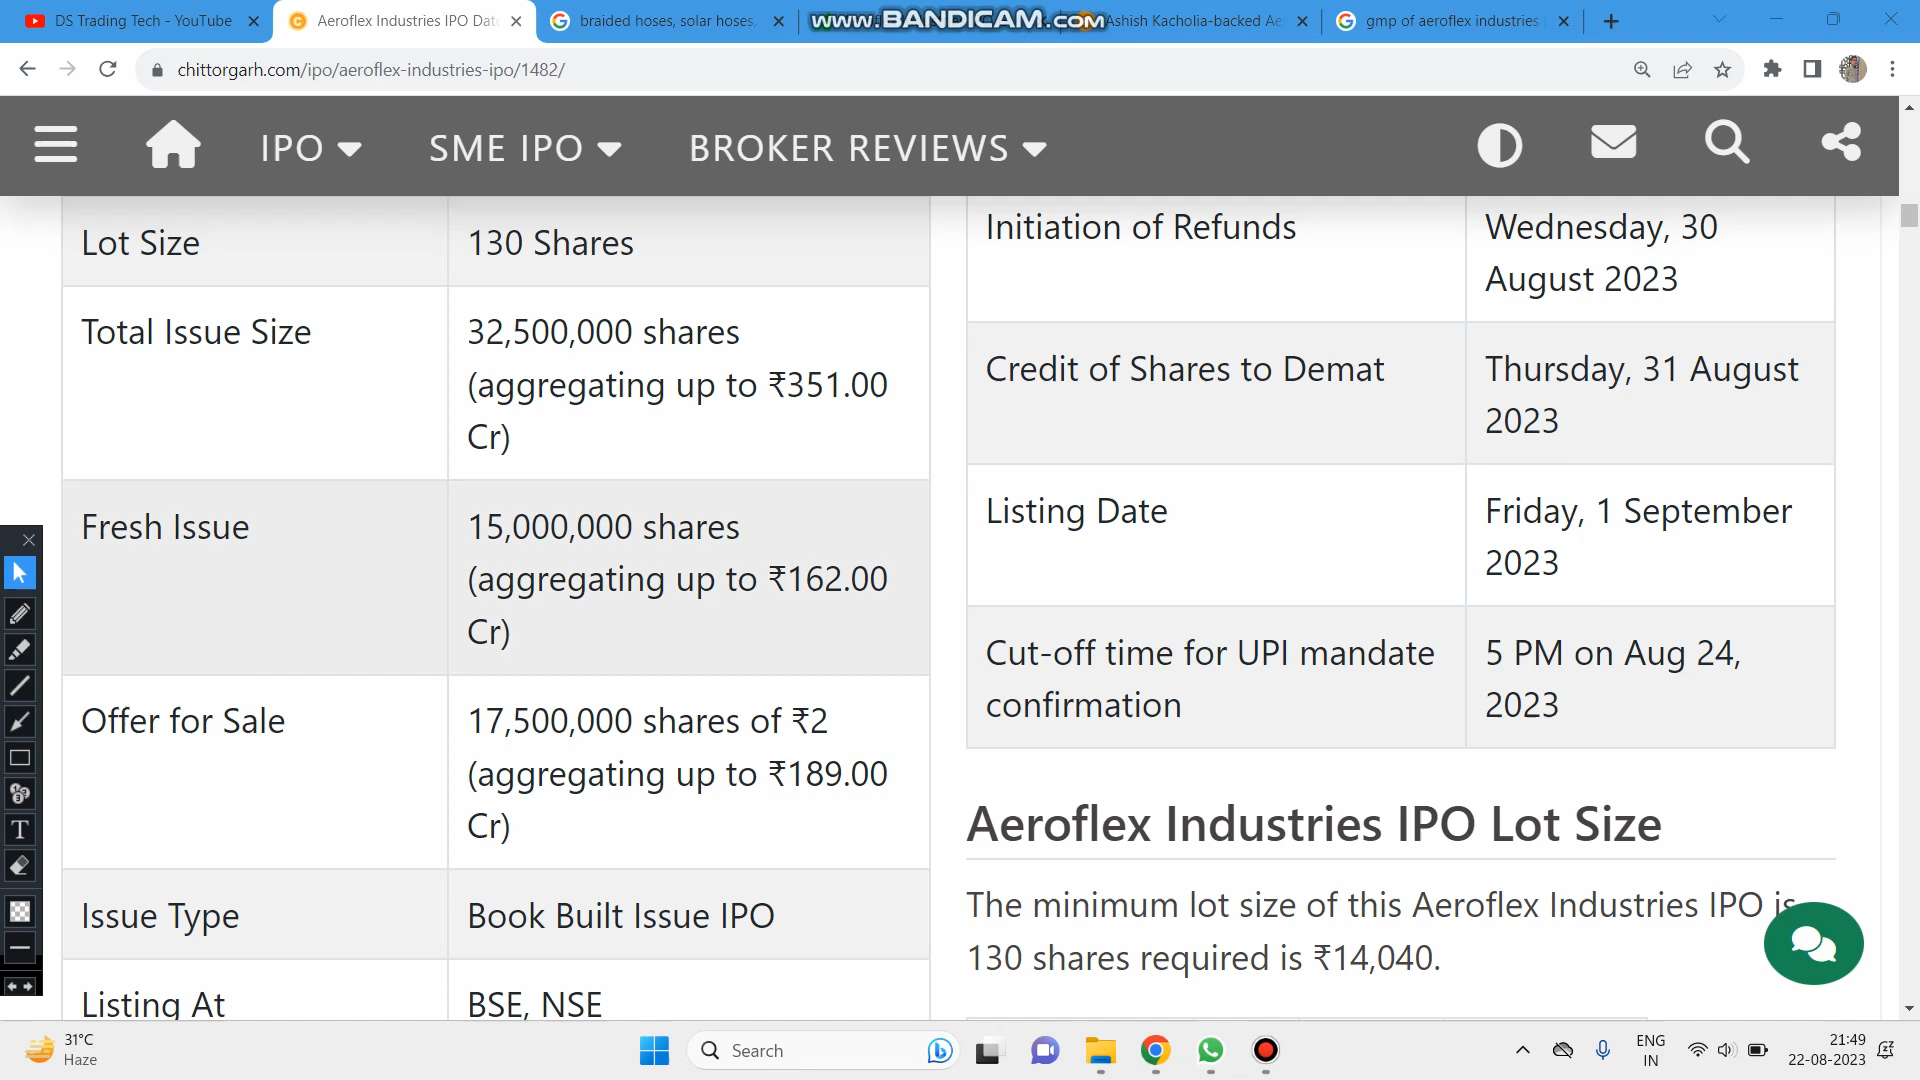 DS Trading Tech - YouTube
Aeroflex Industries IPO Dat
braided hoses, solar hoses,
www.BANDICAM.com
Ashish Kacholia-backed Ae
gmp of aeroflex industries
chittorgarh.com/ipo/aeroflex-industries-ipo/1482/
IPO
SME IPO
BROKER REVIEWS
Lot Size
130 Shares
Total Issue Size
32,500,000 shares
(aggregating up to ₹351.00
Cr)
Fresh Issue
15,000,000 shares
(aggregating up to ₹162.00
Cr)
Offer for Sale
17,500,000 shares of ₹2
(aggregating up to ₹189.00
Cr)
Issue Type
Book Built Issue IPO
Listing At
BSE, NSE
Initiation of Refunds
Wednesday, 30
August 2023
Credit of Shares to Demat
Thursday, 31 August
2023
Listing Date
Friday, 1 September
2023
Cut-off time for UPI mandate
confirmation
5 PM on Aug 24,
2023
Aeroflex Industries IPO Lot Size
The minimum lot size of this Aeroflex Industries IPO is
130 shares required is ₹14,040.
T
31°C
Haze
Search
ENG
IN
21:49
22-08-2023